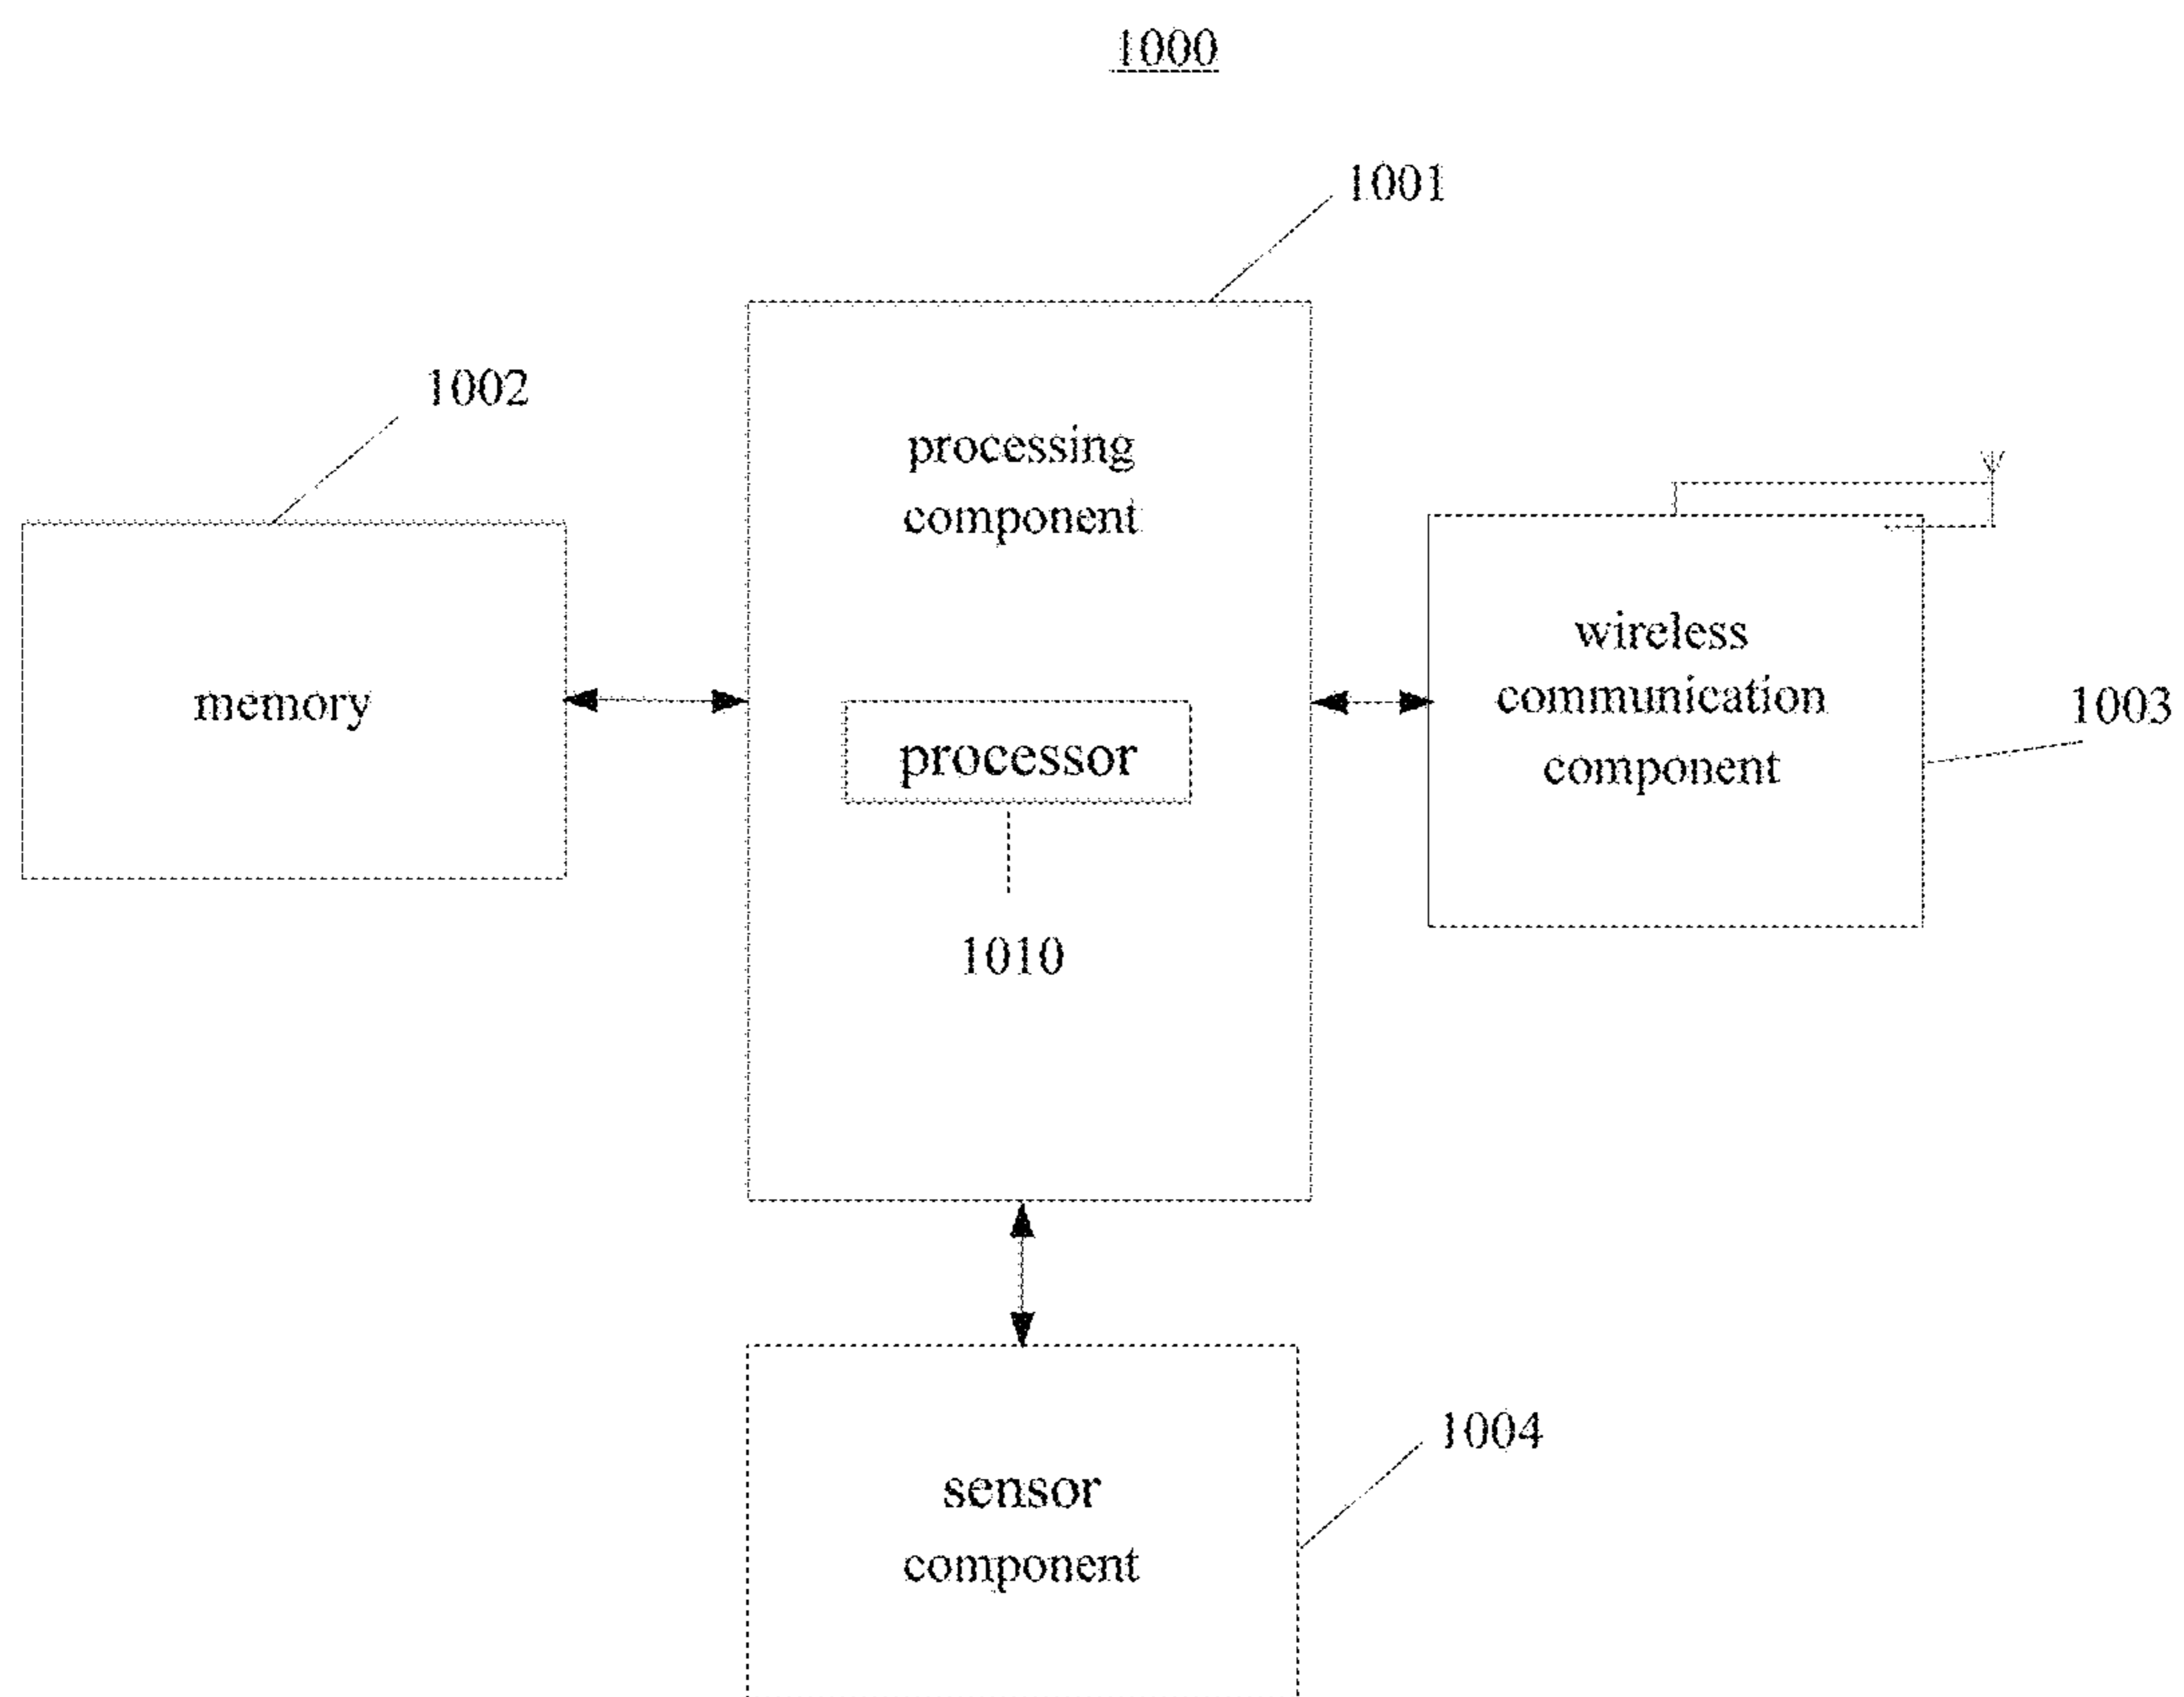 1000
1001
1002
processing
component
wireless
communication
component
1003
memory
processor
1010
1004
sensor
component